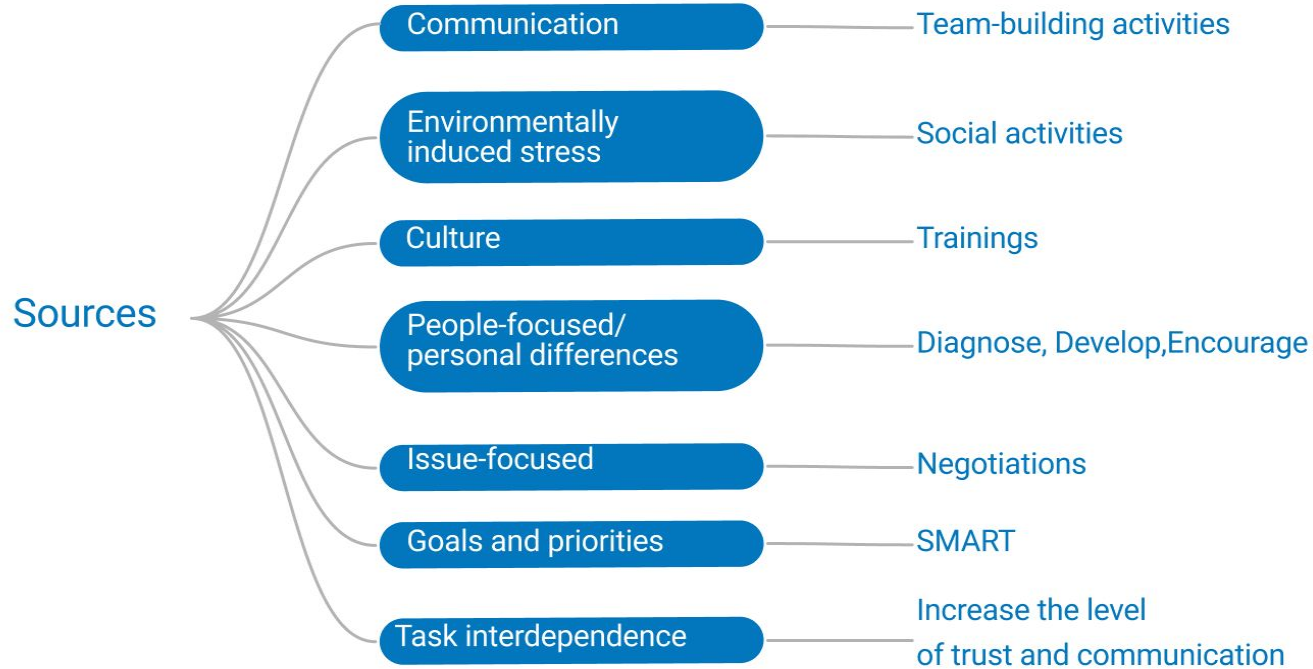 Sources
Communication
Team-building activities
Environmentally
induced stress
Social activities
Culture
Trainings
People-focused/
personal differences
Diagnose, Develop,Encourage
Issue-focused
Negotiations
Goals and priorities
SMART
Task interdependence
Increase the level
of trust and communication